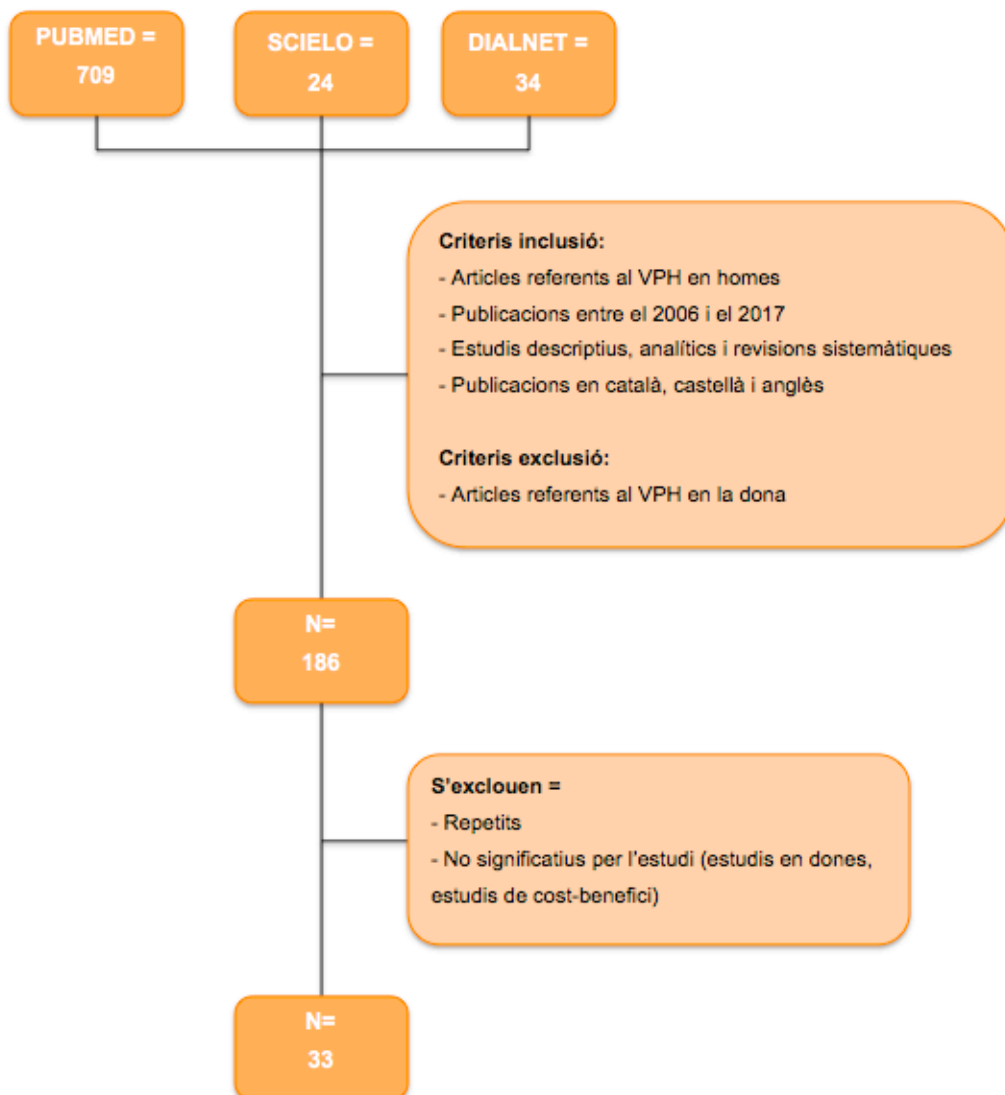 PUBMED =
709
SCIELO =
24
DIALNET =
34
Criteris inclusió:
- Articles referents al VPH en homes
- Publicacions entre el 2006 i el 2017
- Estudis descriptius, analítics i revisions sistemàtiques
- Publicacions en català, castellà i anglès
Criteris exclusió:
- Articles referents al VPH en la dona
N=
186
S'exclouen =
- Repetits
- No significatius per l'estudi (estudis en dones,
estudis de cost-benefici)
N=
33